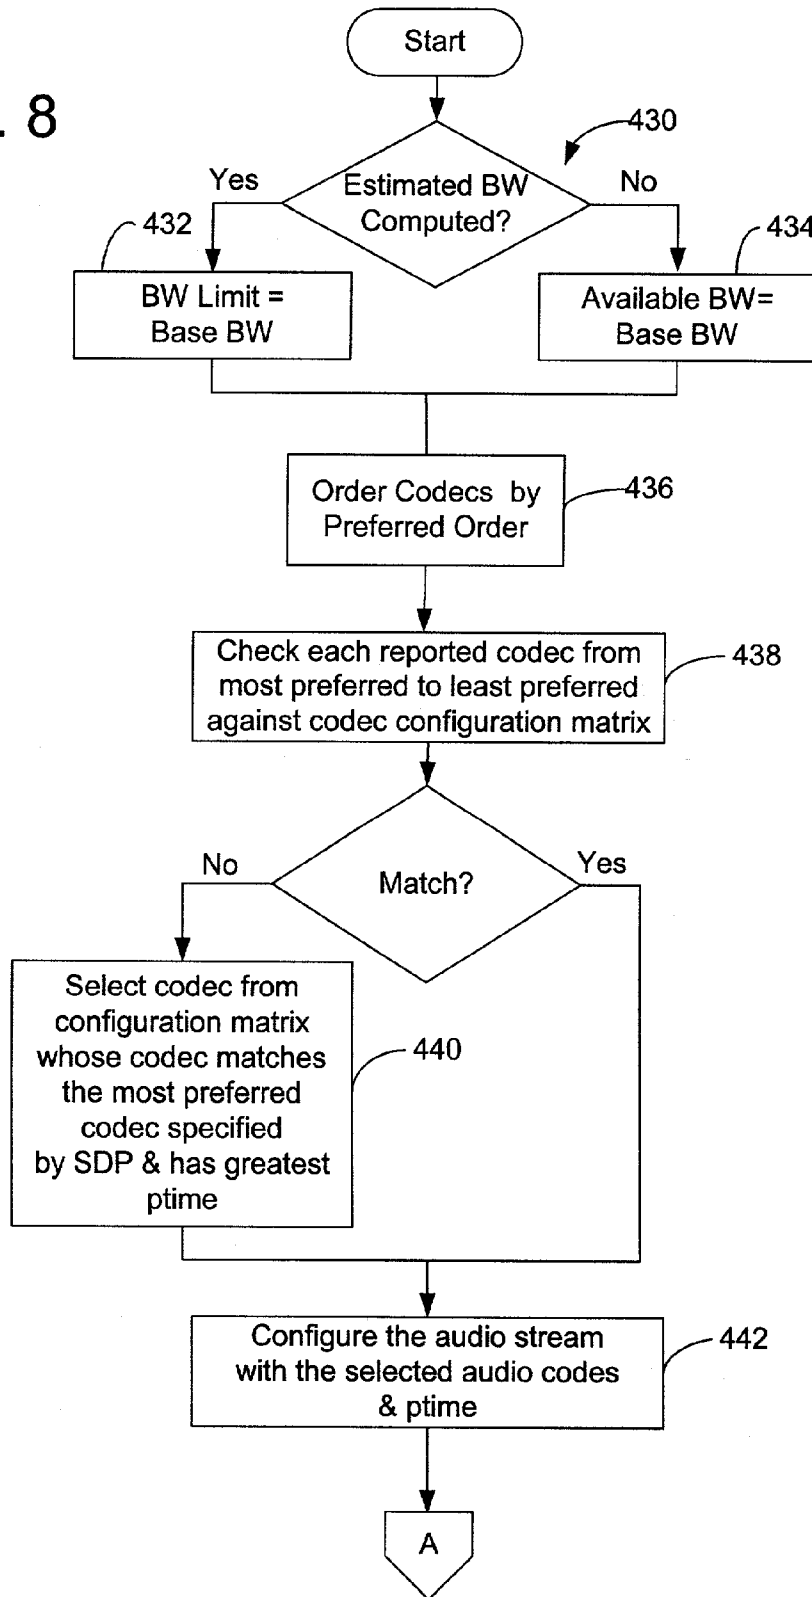 Start
. 8
430
Estimated BW
Computed?
Yes
No
432
434
BW Limit =
Base BW
Available BW=
Base BW
Order Codecs by
Preferred Order
436
Check each reported codec from
most preferred to least preferred
against codec configuration matrix
438
Match?
No
Yes
Select codec from
configuration matrix
whose codec matches
the most preferred
codec specified
by SDP & has greatest
ptime
440
Configure the audio stream
with the selected audio codes
& ptime
442
A